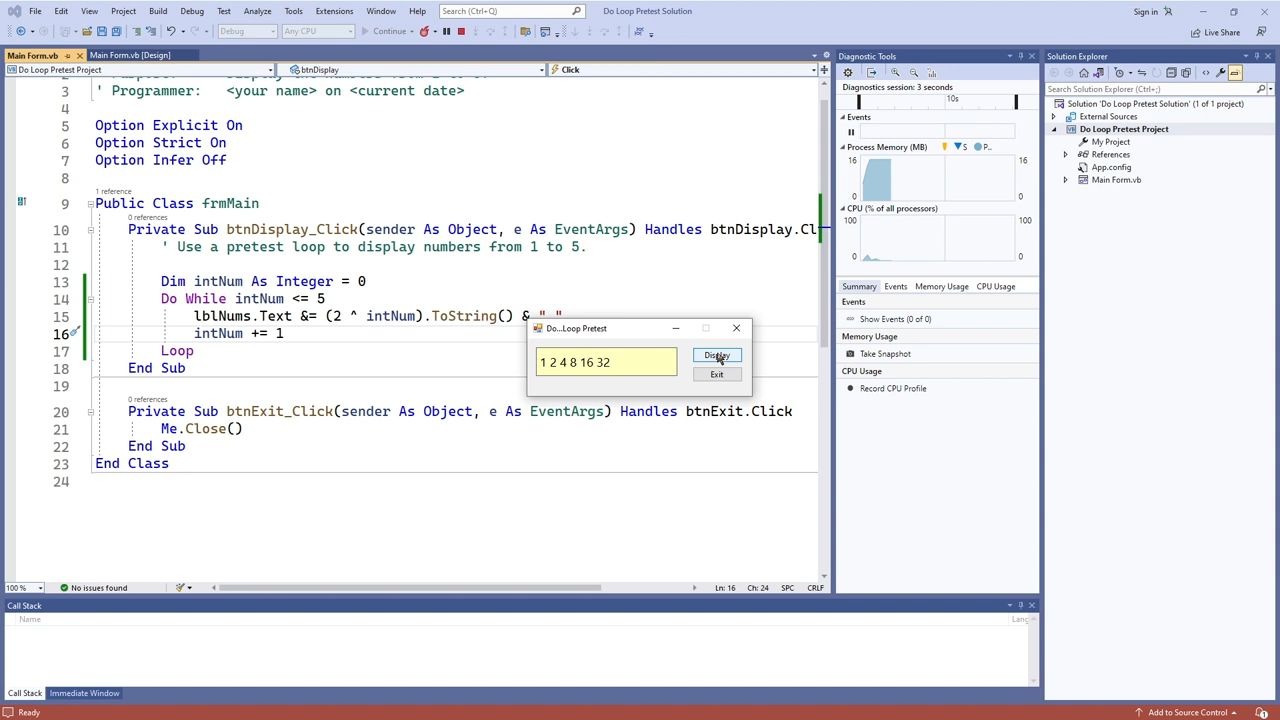 File Edit View Project Build Debug Test Analyze Tools Extensions Window Help Search (Ctrl+Q) Do Loop Pretest Solution Sign in
Debug Any CPU Continue Live Share
Main Form.vb Main Form.vb [Design]
Do Loop Pretest Project btnDisplay Click
2
3 ' Programmer: <your name> on <current date>
4
5 Option Explicit On
6 Option Strict On
7 Option Infer Off
8
1 reference
9 Public Class frmMain
0 references
10 Private Sub btnDisplay_Click(sender As Object, e As EventArgs) Handles btnDisplay.Cl
11 ' Use a pretest loop to display numbers from 1 to 5.
12
13 Dim intNum As Integer = 0
14 Do While intNum <= 5
15 lblNums.Text &= (2 ^ intNum).ToString() & " "
16 intNum += 1
17 Loop
18 End Sub
19
0 references
20 Private Sub btnExit_Click(sender As Object, e As EventArgs) Handles btnExit.Click
21 Me.Close()
22 End Sub
23 End Class
24
Do...Loop Pretest
1 2 4 8 16 32
Display
Exit
100 % No issues found Ln: 16 Ch: 24 SPC CRLF
Call Stack
Name Lang
Call Stack Immediate Window
Ready Add to Source Control 1
Diagnostic Tools
Diagnostics session: 3 seconds
10s
Events
Process Memory (MB) S P...
16 16
0 0
CPU (% of all processors)
100 100
0 0
Summary Events Memory Usage CPU Usage
Events
Show Events (0 of 0)
Memory Usage
Take Snapshot
CPU Usage
Record CPU Profile
Solution Explorer
Search Solution Explorer (Ctrl+;)
Solution 'Do Loop Pretest Solution' (1 of 1 project)
External Sources
Do Loop Pretest Project
My Project
References
App.config
Main Form.vb